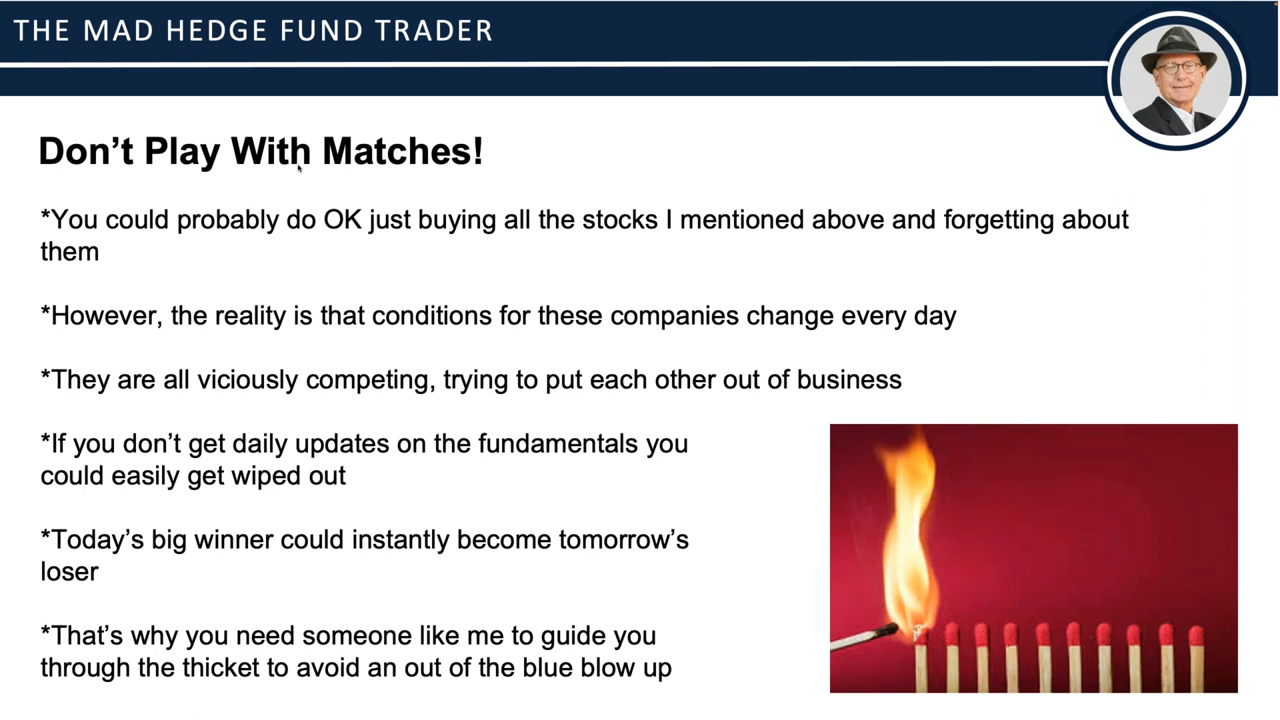 THE MAD HEDGE FUND TRADER
Don’t Play With Matches!
*You could probably do OK just buying all the stocks I mentioned above and forgetting about
them
*However, the reality is that conditions for these companies change every day
*They are all viciously competing, trying to put each other out of business
*If you don’t get daily updates on the fundamentals you
could easily get wiped out
*Today’s big winner could instantly become tomorrow’s
loser
*That’s why you need someone like me to guide you
through the thicket to avoid an out of the blue blow up